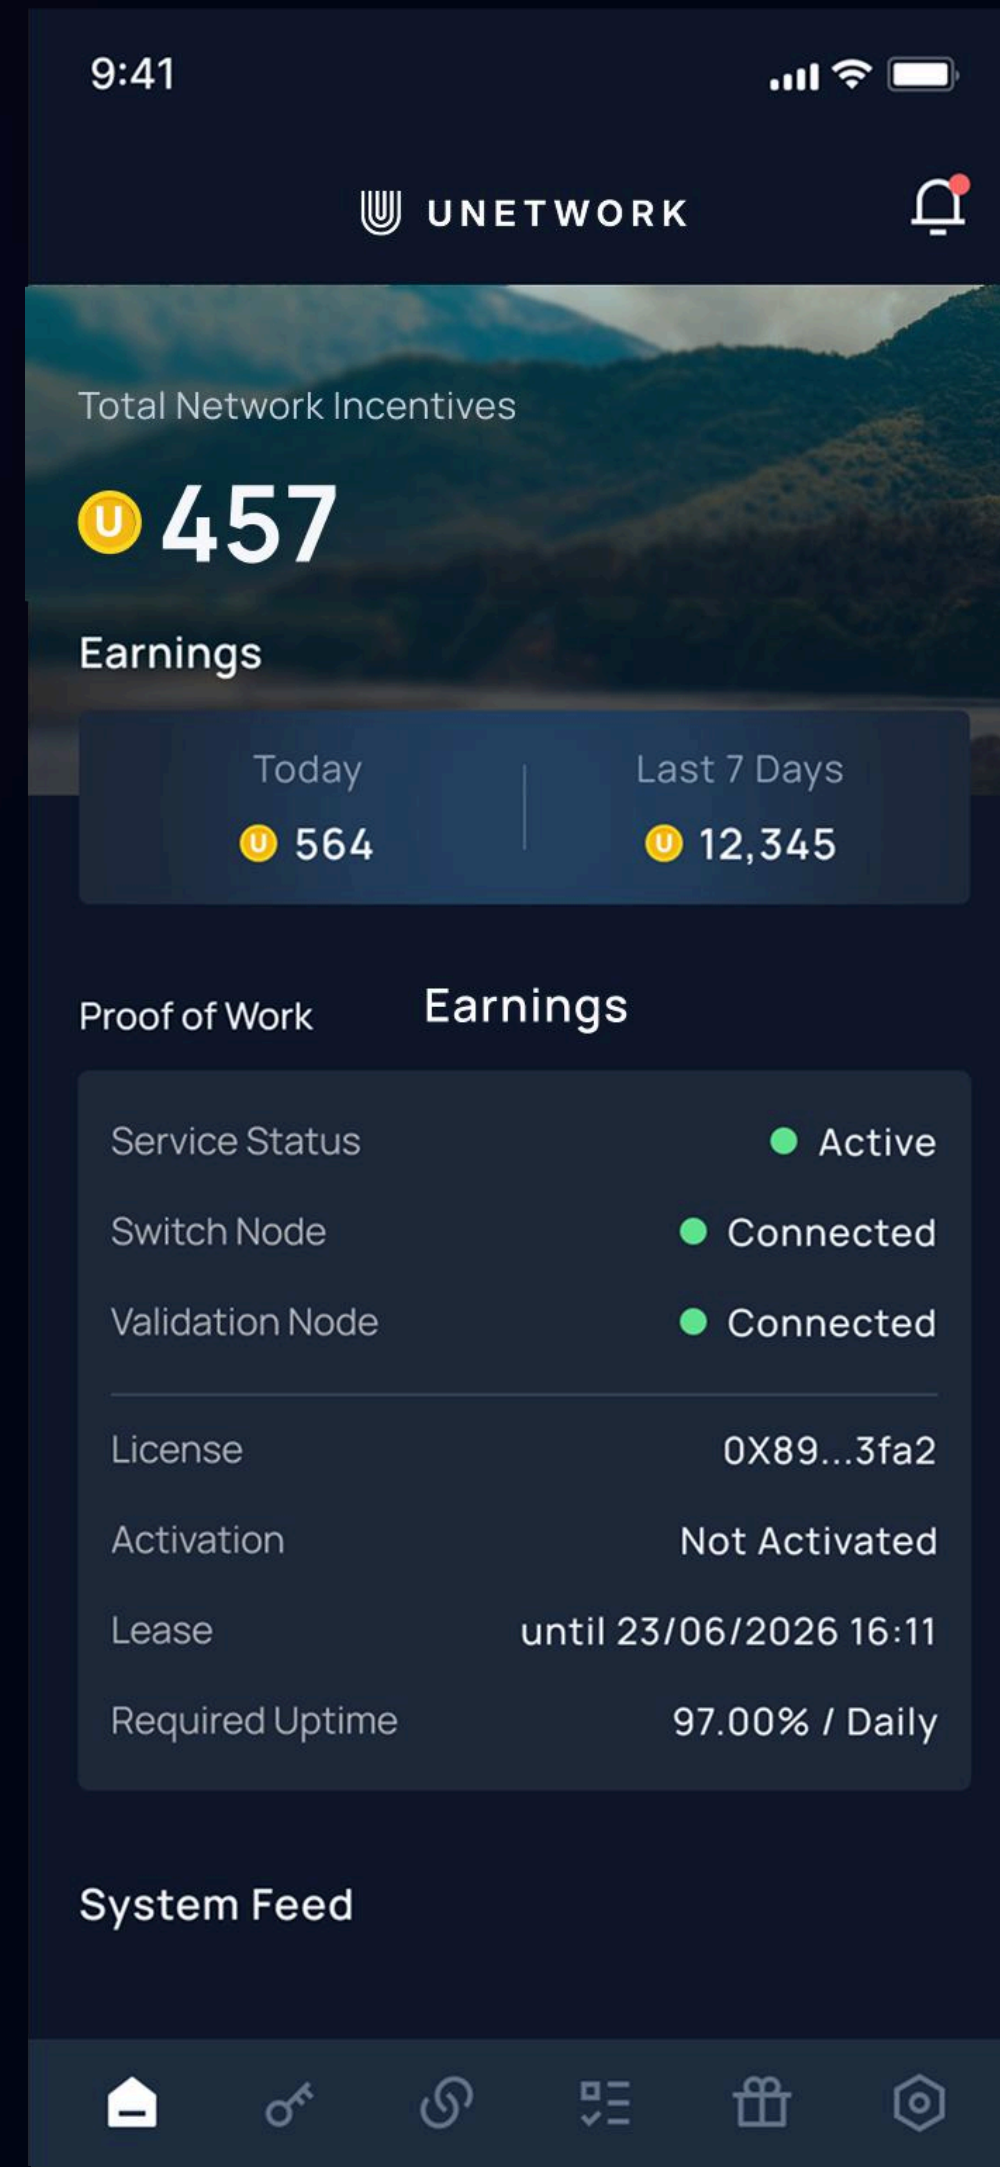 9:41
UNETWORK
Total Network Incentives
U 457
Earnings
Today
Last 7 Days
U 564
U 12,345
Proof of Work
Earnings
Service Status Active
Switch Node Connected
Validation Node Connected
License 0X89...3fa2
Activation Not Activated
Lease until 23/06/2026 16:11
Required Uptime 97.00% / Daily
System Feed